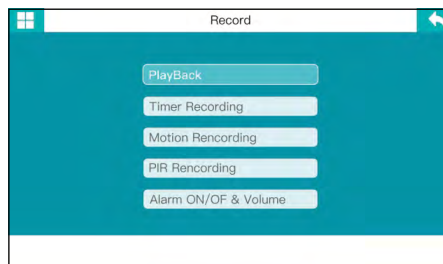 Record
PlayBack
Timer Recording
Motion Rencording
PIR Rencording
Alarm ON/OF & Volume